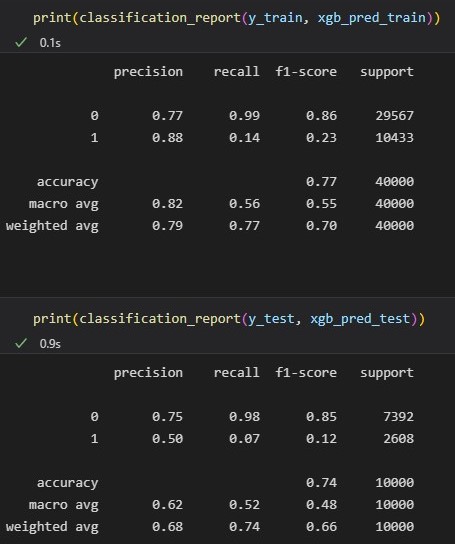 print(classification_report(y_train, xgb_pred_train))
0.1s
precision recall f1-score support
0 0.77 0.99 0.86 29567
1 0.88 0.14 0.23 10433
accuracy 0.77 40000
macro avg 0.82 0.56 0.55 40000
weighted avg 0.79 0.77 0.70 40000
print(classification_report(y_test, xgb_pred_test))
0.9s
precision recall f1-score support
0 0.75 0.98 0.85 7392
1 0.50 0.07 0.12 2608
accuracy 0.74 10000
macro avg 0.62 0.52 0.48 10000
weighted avg 0.68 0.74 0.66 10000